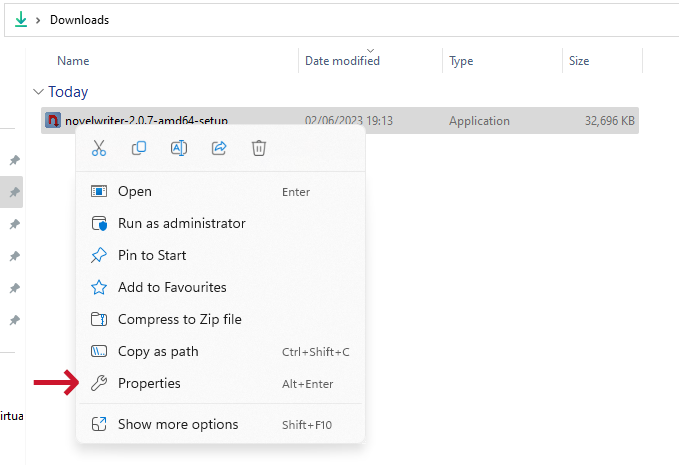 Downloads
Name Date modified Type Size
Today
novelwriter-2.0.7-amd64-setup 02/06/2023 19:13 Application 32,696 KB
Open Enter
Run as administrator
Pin to Start
Add to Favourites
Compress to Zip file
Copy as path Ctrl+Shift+C
Properties Alt+Enter
irtua
Show more options Shift+F10